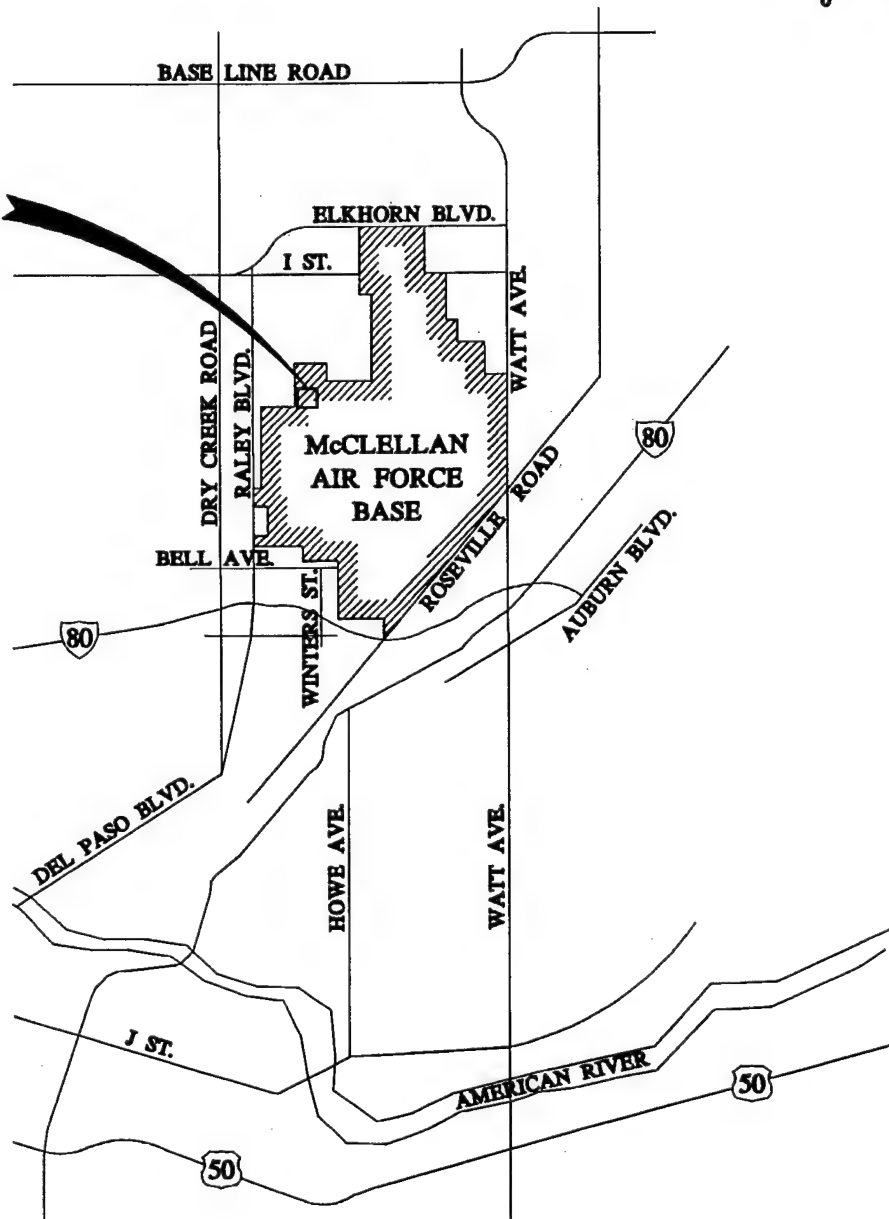 BASE LINE ROAD
ELKHORN BLVD.
I ST.
WATT AVE.
DRY CREEK ROAD
RALEY BLVD.
McCLELLAN
AIR FORCE
BASE
80
ROSEVILLE ROAD
AUBURN BLVD.
BELL AVE.
WINTERS ST.
80
DEL PASO BLVD.
HOWE AVE.
WATT AVE.
J ST.
AMERICAN RIVER
50
50